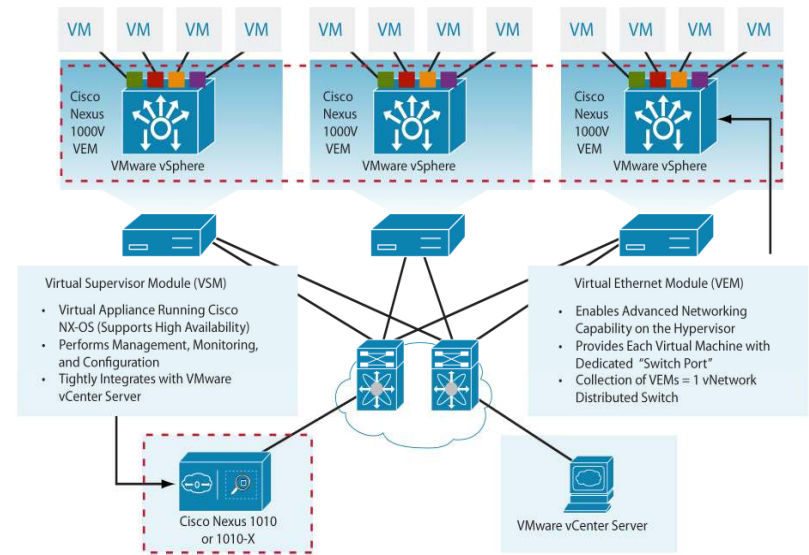 VM VM VM VM VM VM VM VM VM VM VM VM
Cisco
Nexus
1000V
VEM
VMware vSphere
Cisco
Nexus
1000V
VEM
VMware vSphere
Cisco
Nexus
1000V
VEM
VMware vSphere
Virtual Supervisor Module (VSM)
• Virtual Appliance Running Cisco
NX-OS (Supports High Availability)
• Performs Management, Monitoring,
and Configuration
• Tightly Integrates with VMware
vCenter Server
Virtual Ethernet Module (VEM)
• Enables Advanced Networking
Capability on the Hypervisor
• Provides Each Virtual Machine with
Dedicated “Switch Port”
• Collection of VEMs = 1 vNetwork
Distributed Switch
Cisco Nexus 1010
or 1010-X
VMware vCenter Server